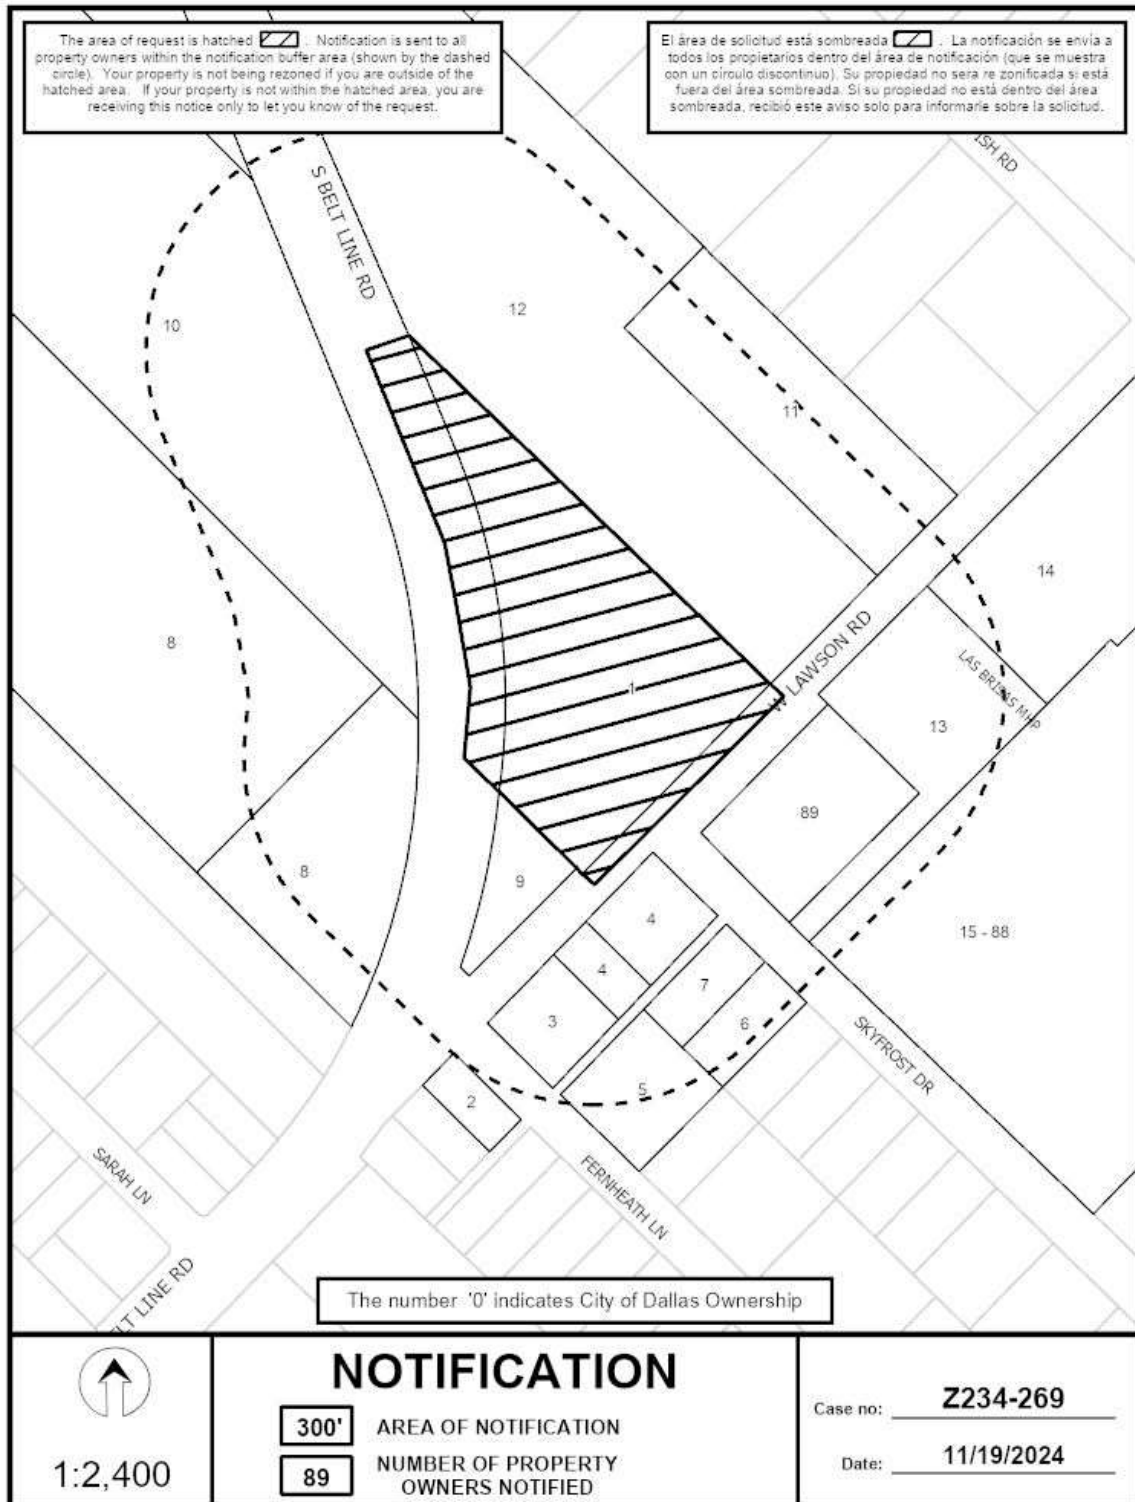 The area of request is hatched . Notification is sent to all
property owners within the notification buffer area (shown by the dashed
circle). Your property is not being rezoned if you are outside of the
hatched area. If your property is not within the hatched area, you are
receiving this notice only to let you know of the request.
El área de solicitud está sombreada . La notificación se envía a
todos los propietarios dentro del área de notificación (que se muestra
con un círculo discontinuo). Su propiedad no sera re zonificada si está
fuera del área sombreada. Si su propiedad no está dentro del área
sombreada, recibió este aviso solo para informarle sobre la solicitud.
ISH RD
S BELT LINE RD
12
10
11
14
8
W LAWSON RD
LAS BRISAS MHP
1
13
89
8
9
4
15 - 88
4
7
3
6
SKYFROST DR
5
2
SARAH LN
FERNHEATH LN
LT LINE RD
The number '0' indicates City of Dallas Ownership
1:2,400
NOTIFICATION
300' AREA OF NOTIFICATION
89 NUMBER OF PROPERTY
OWNERS NOTIFIED
Case no: Z234-269
Date: 11/19/2024